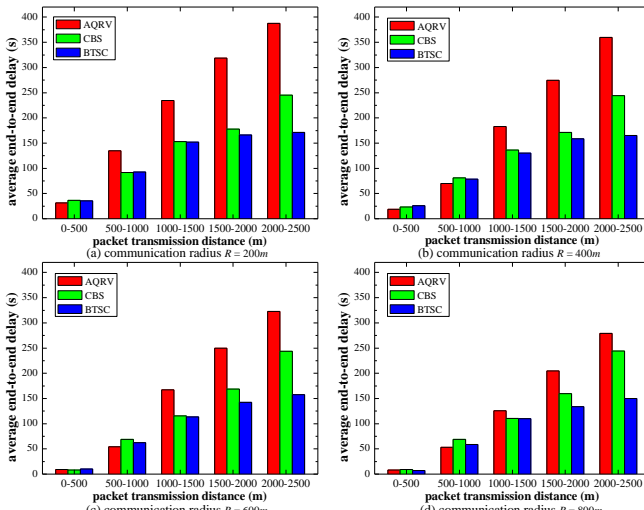 400
350
300
250
200
150
100
50
0
average end-to-end delay (s)
AQRV
CBS
BTSC
0-500 500-1000 1000-1500 1500-2000 2000-2500
packet transmission distance (m)
(a) communication radius R = 200m
400
350
300
250
200
150
100
50
0
average end-to-end delay (s)
AQRV
CBS
BTSC
0-500 500-1000 1000-1500 1500-2000 2000-2500
packet transmission distance (m)
(b) communication radius R = 400m
400
350
300
250
200
150
100
50
0
average end-to-end delay (s)
AQRV
CBS
BTSC
0-500 500-1000 1000-1500 1500-2000 2000-2500
packet transmission distance (m)
(c) communication radius R = 600m
400
350
300
250
200
150
100
50
0
average end-to-end delay (s)
AQRV
CBS
BTSC
0-500 500-1000 1000-1500 1500-2000 2000-2500
packet transmission distance (m)
(d) communication radius R = 800m